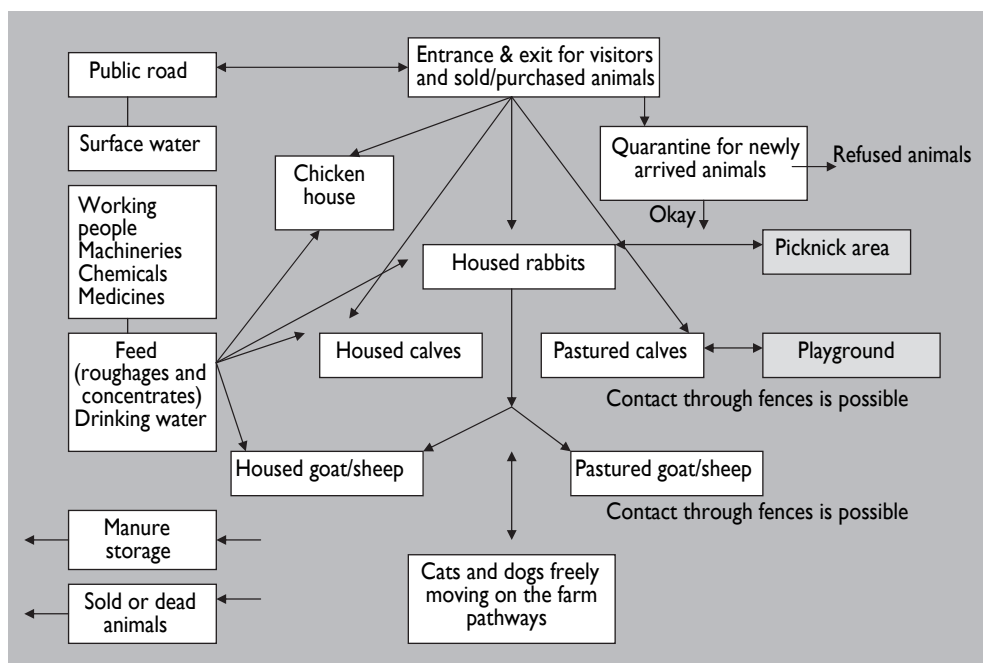 Public road
Entrance & exit for visitors
and sold/purchased animals
Surface water
Quarantine for newly
arrived animals
Refused animals
Chicken
house
Working
people
Machineries
Chemicals
Medicines
Okay
Housed rabbits
Picknick area
Feed
(roughages and
concentrates)
Drinking water
Housed calves
Pastured calves
Playground
Contact through fences is possible
Housed goat/sheep
Pastured goat/sheep
Contact through fences is possible
Manure
storage
Cats and dogs freely
moving on the farm
pathways
Sold or dead
animals